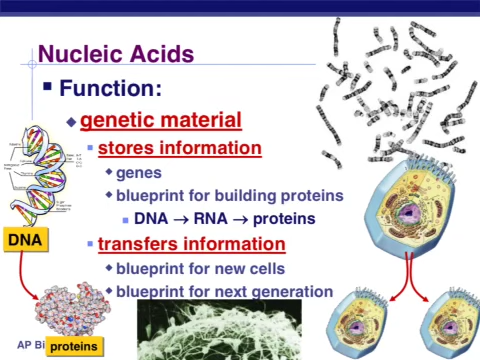 Nucleic Acids
Function:
genetic material
stores information
genes
blueprint for building proteins
DNA → RNA → proteins
transfers information
blueprint for new cells
blueprint for next generation
DNA
AP Bi
proteins